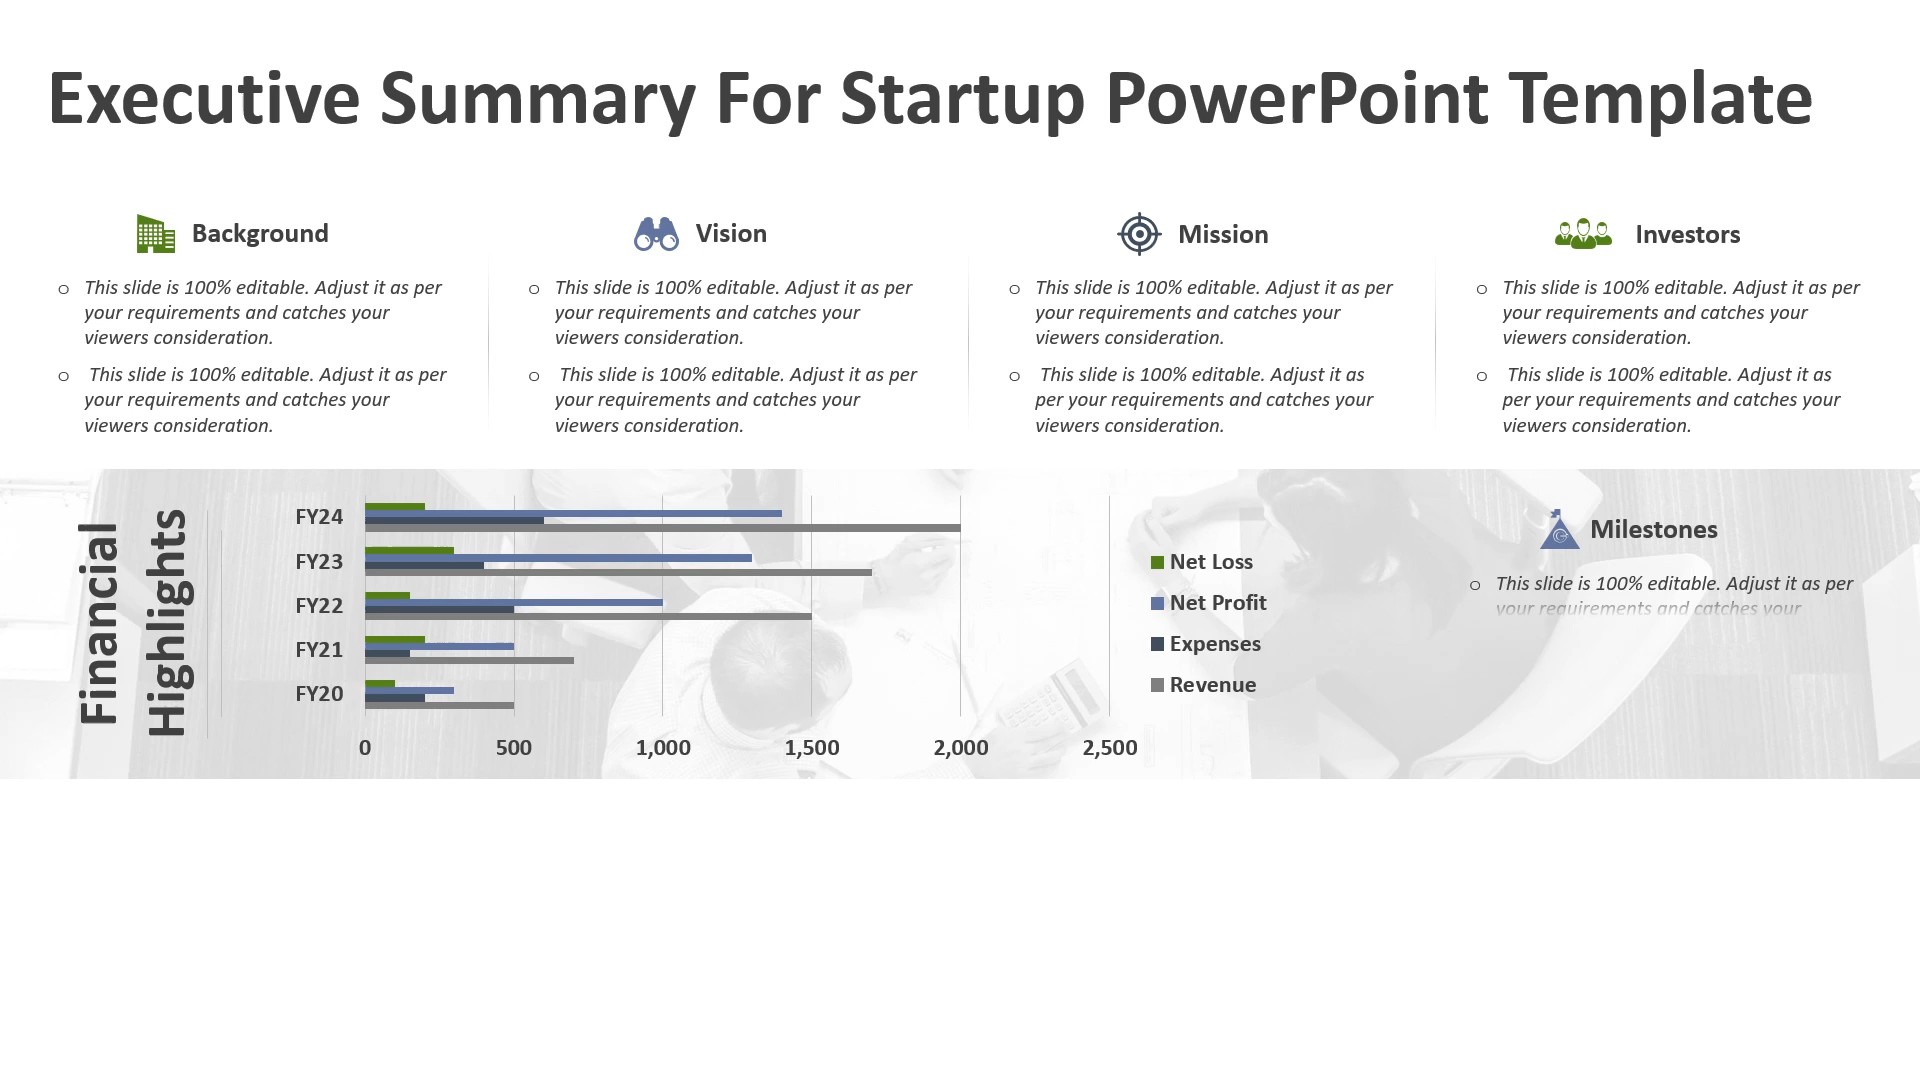 Executive Summary For Startup PowerPoint Template
Background
o This slide is 100% editable. Adjust it as per
your requirements and catches your
viewers consideration.
o This slide is 100% editable. Adjust it as per
your requirements and catches your
viewers consideration.
Vision
o This slide is 100% editable. Adjust it as per
your requirements and catches your
viewers consideration.
o This slide is 100% editable. Adjust it as per
your requirements and catches your
viewers consideration.
Mission
o This slide is 100% editable. Adjust it as per
your requirements and catches your
viewers consideration.
o This slide is 100% editable. Adjust it as
per your requirements and catches your
viewers consideration.
Investors
o This slide is 100% editable. Adjust it as per
your requirements and catches your
viewers consideration.
o This slide is 100% editable. Adjust it as
per your requirements and catches your
viewers consideration.
Financial
Highlights
FY24
FY23
FY22
FY21
FY20
0 500 1,000 1,500 2,000 2,500
Net Loss
Net Profit
Expenses
Revenue
Milestones
o This slide is 100% editable. Adjust it as per
your requirements and catches your